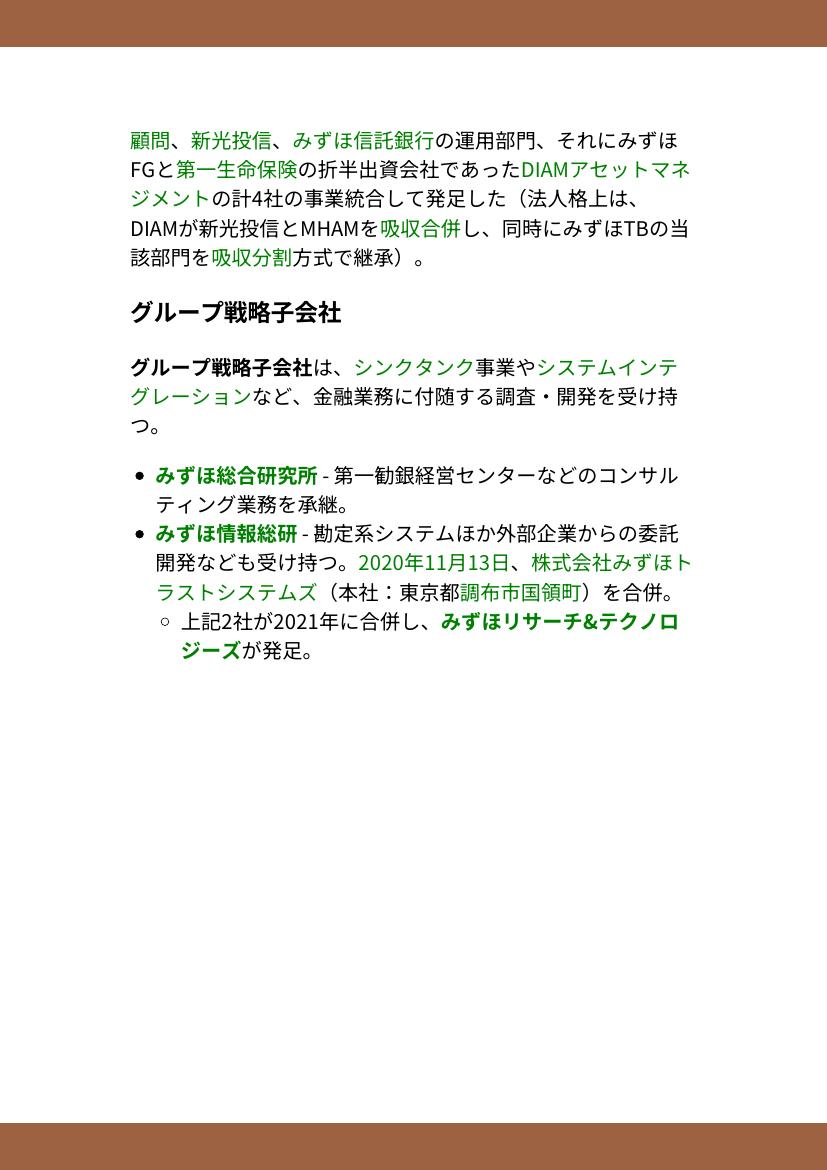 顧問、新光投信、みずほ信託銀行の運用部門、それにみずほ
FGと第一生命保険の折半出資会社であったDIAMアセットマネ
ジメントの計4社の事業統合して発足した（法人格上は、
DIAMが新光投信とMHAMを吸収合併し、同時にみずほTBの当
該部門を吸収分割方式で継承）。
グループ戦略子会社
グループ戦略子会社は、シンクタンク事業やシステムインテ
グレーションなど、金融業務に付随する調査・開発を受け持
つ。
• みずほ総合研究所 - 第一勧銀経営センターなどのコンサル
ティング業務を承継。
• みずほ情報総研 - 勘定系システムほか外部企業からの委託
開発なども受け持つ。2020年11月13日、株式会社みずほト
ラストシステムズ（本社：東京都調布市国領町）を合併。
◦ 上記2社が2021年に合併し、みずほリサーチ&テクノロ
ジーズが発足。